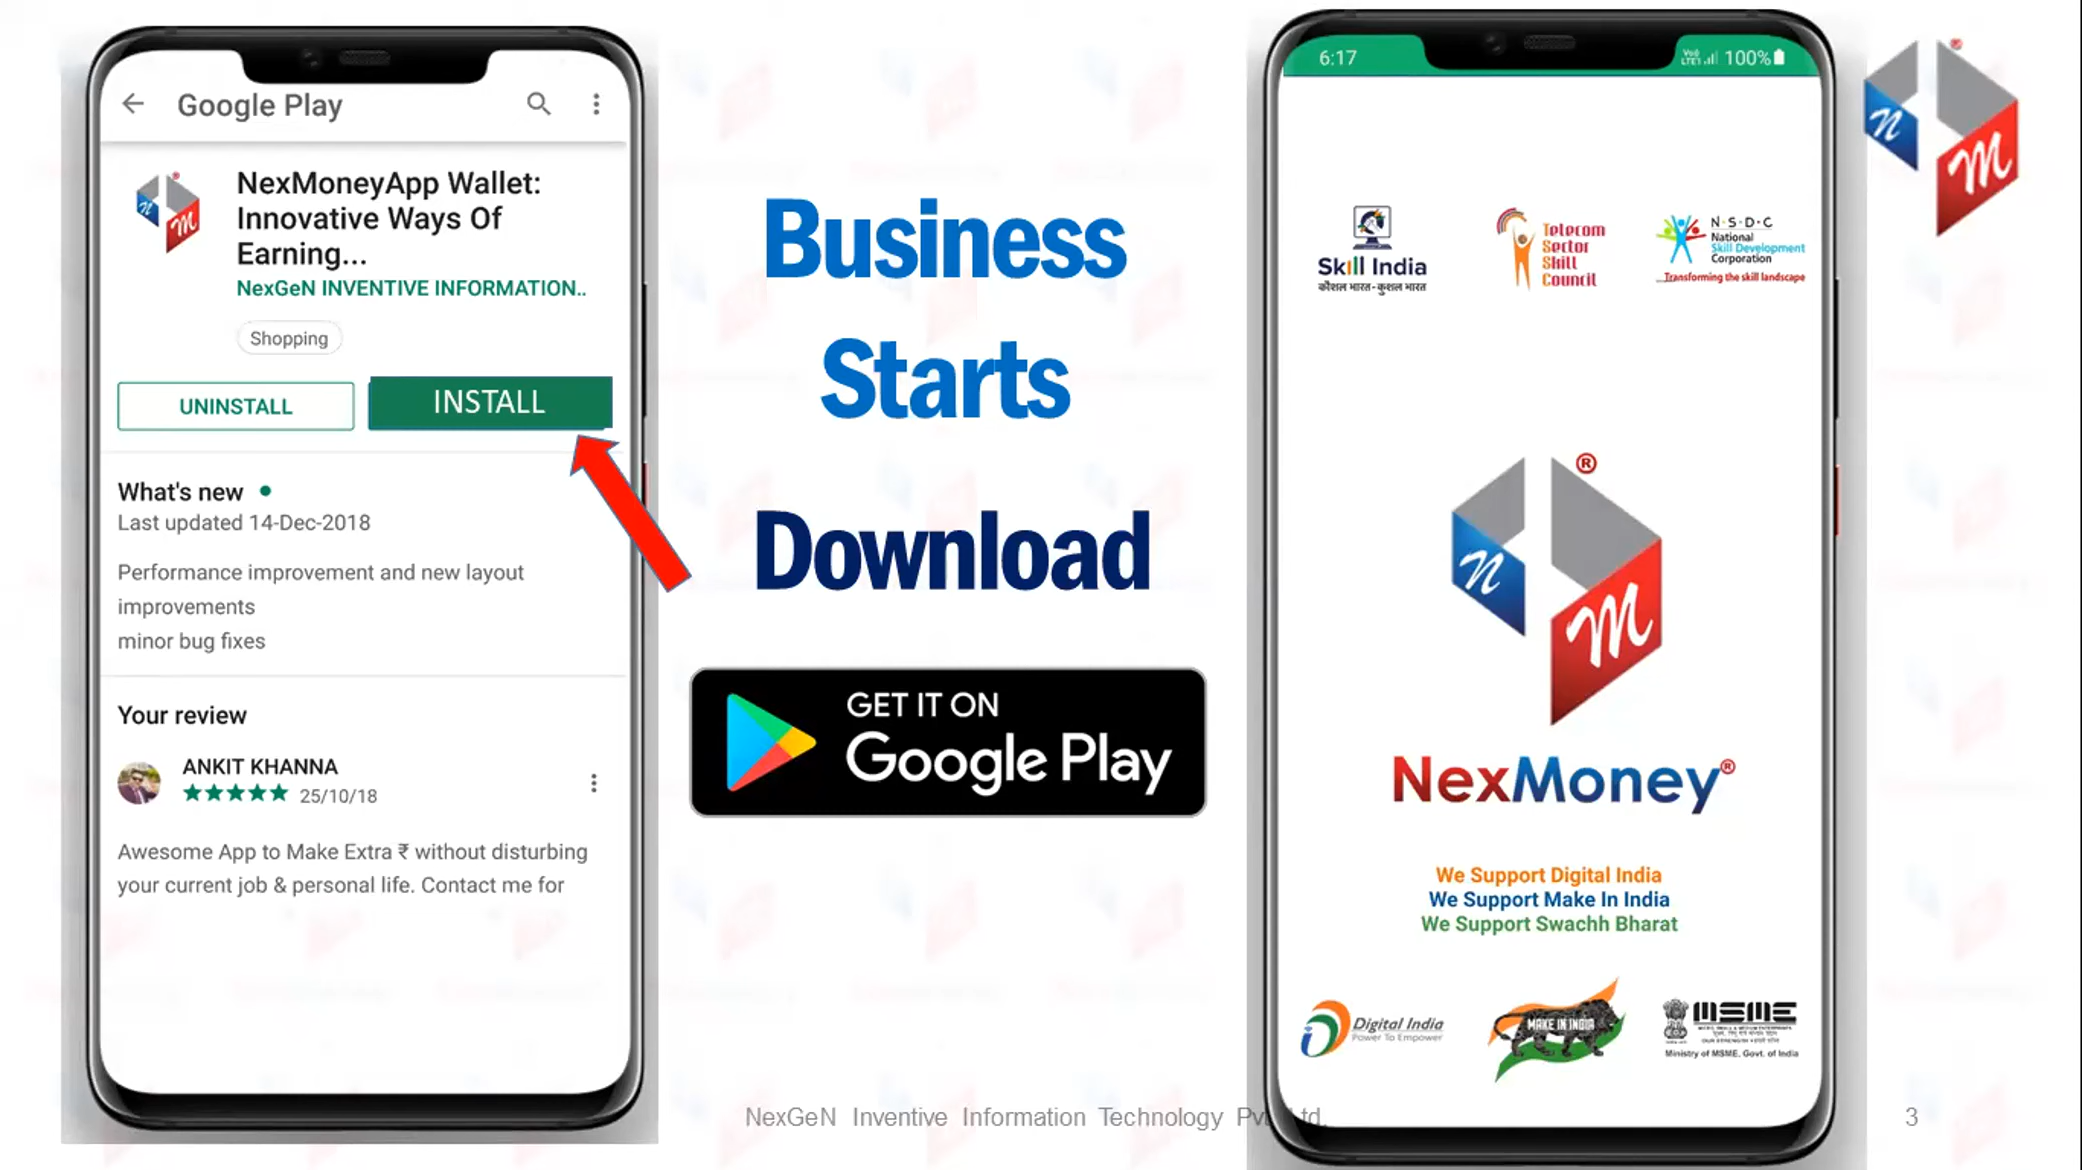 Google Play
NexMoneyApp Wallet:
Innovative Ways Of
Earning...
NexGeN INVENTIVE INFORMATION..
Shopping
UNINSTALL
INSTALL
What's new
Last updated 14-Dec-2018
Performance improvement and new layout
improvements
minor bug fixes
Your review
ANKIT KHANNA
★★★★★ 25/10/18
Awesome App to Make Extra ₹ without disturbing
your current job & personal life. Contact me for
Business
Starts
Download
GET IT ON
Google Play
6:17
100%
n
M
Skill India
कौशल भारत-कुशल भारत
Telecom
Sector
Skill
Council
N·S·D·C
National
Skill Development
Corporation
Transforming the skill landscape
n
M
®
NexMoney®
We Support Digital India
We Support Make In India
We Support Swachh Bharat
Digital India
Power To Empower
MAKE IN INDIA
MSME
Ministry of MSME, Govt. of India
NexGeN Inventive Information Technology Ltd.
3